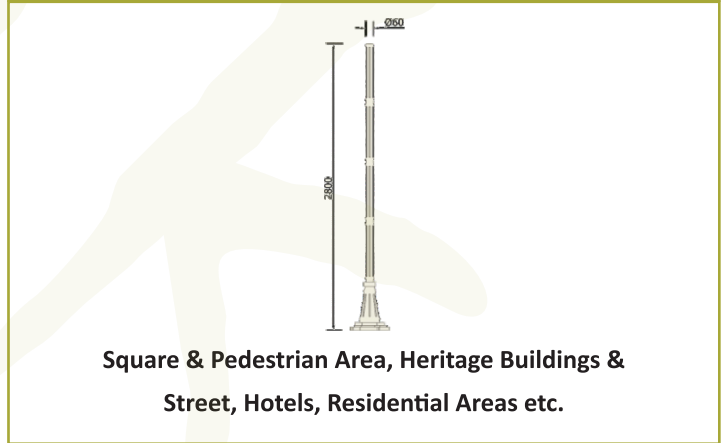 Ø60
2800
Square & Pedestrian Area, Heritage Buildings &
Street, Hotels, Residential Areas etc.